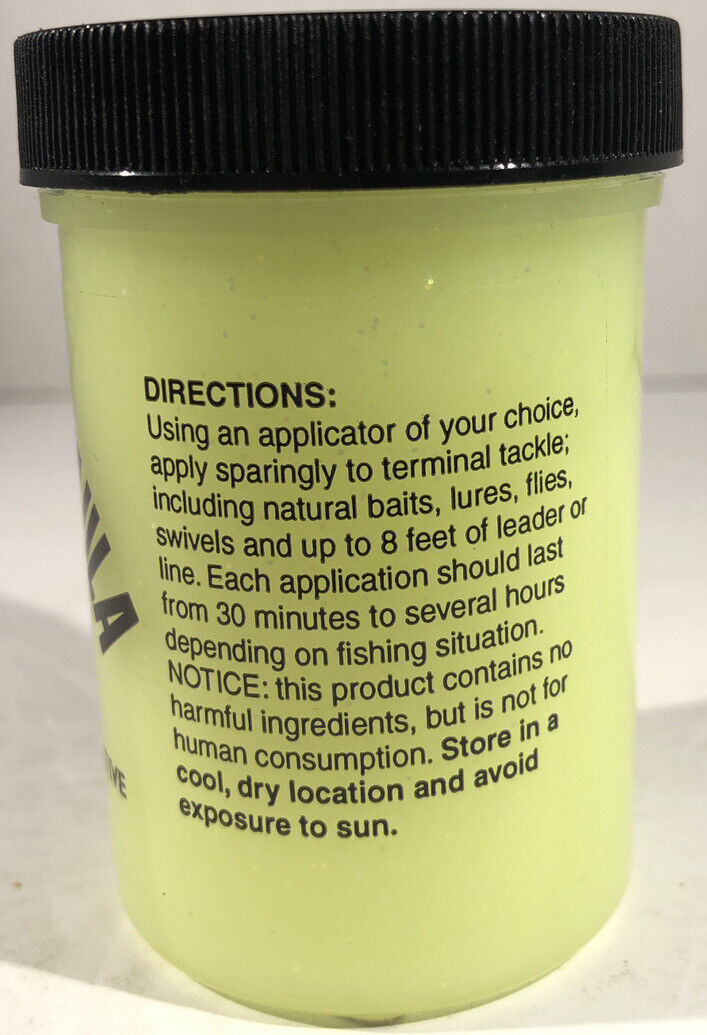 DIRECTIONS:
Using an applicator of your choice,
apply sparingly to terminal tackle;
including natural baits, lures, flies,
swivels and up to 8 feet of leader or
line. Each application should last
from 30 minutes to several hours
depending on fishing situation.
NOTICE: this product contains no
harmful ingredients, but is not for
human consumption. Store in a
cool, dry location and avoid
exposure to sun.